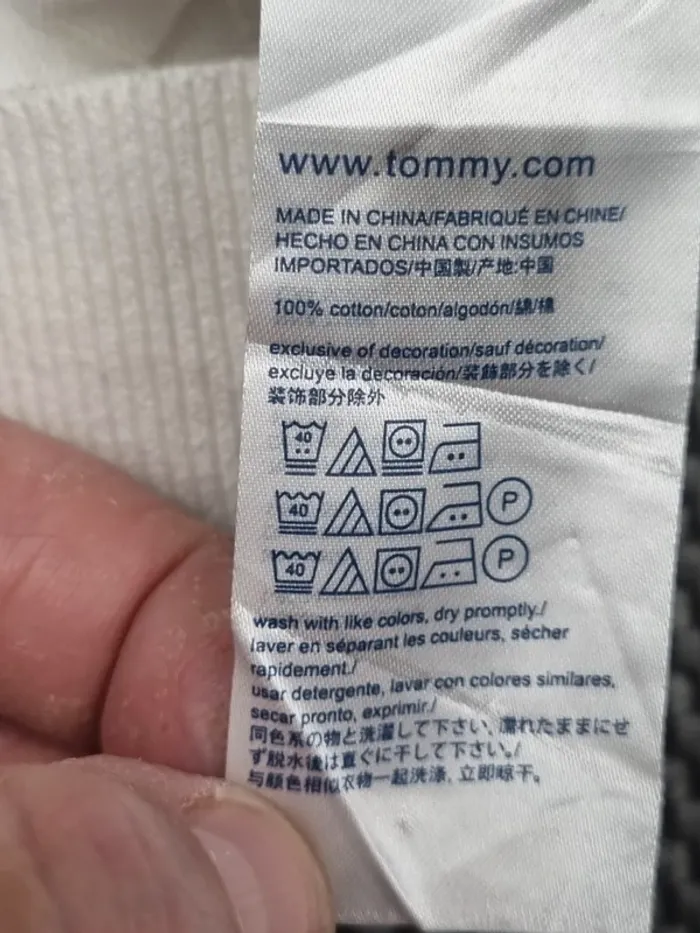 www.tommy.com
MADE IN CHINA/FABRIQUÉ EN CHINE/
HECHO EN CHINA CON INSUMOS
IMPORTADOS/中国製/产地:中国
100% cotton/coton/algodón/綿/棉
exclusive of decoration/sauf décoration/
excluye la decoración/装飾部分を除く/
装饰部分除外
40
40 P
40 P
wash with like colors, dry promptly./
laver en séparant les couleurs, sécher
rapidement./
usar detergente, lavar con colores similares,
secar pronto, exprimir./
同色系の物と洗濯して下さい, 濡れたままにせ
ず脱水後は直ぐに干して下さい。/
与颜色相似衣物一起洗涤, 立即晾干。